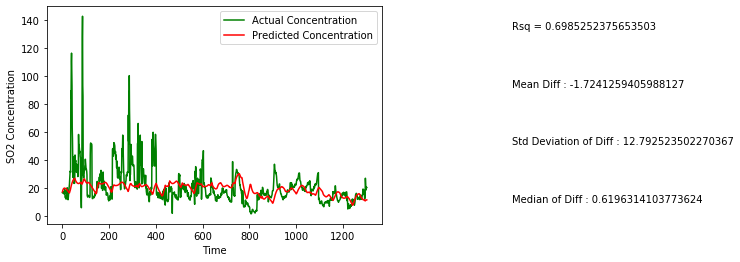 Actual Concentration
Predicted Concentration
SO2 Concentration
140
120
100
80
60
40
20
0
0 200 400 600 800 1000 1200
Time
Rsq = 0.6985252375653503
Mean Diff : -1.7241259405988127
Std Deviation of Diff : 12.792523502270367
Median of Diff : 0.6196314103773624